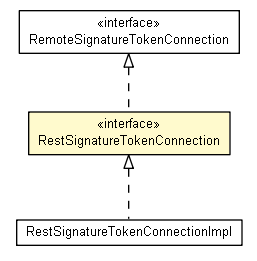 «interface»
RemoteSignatureTokenConnection
«interface»
RestSignatureTokenConnection
RestSignatureTokenConnectionImpl